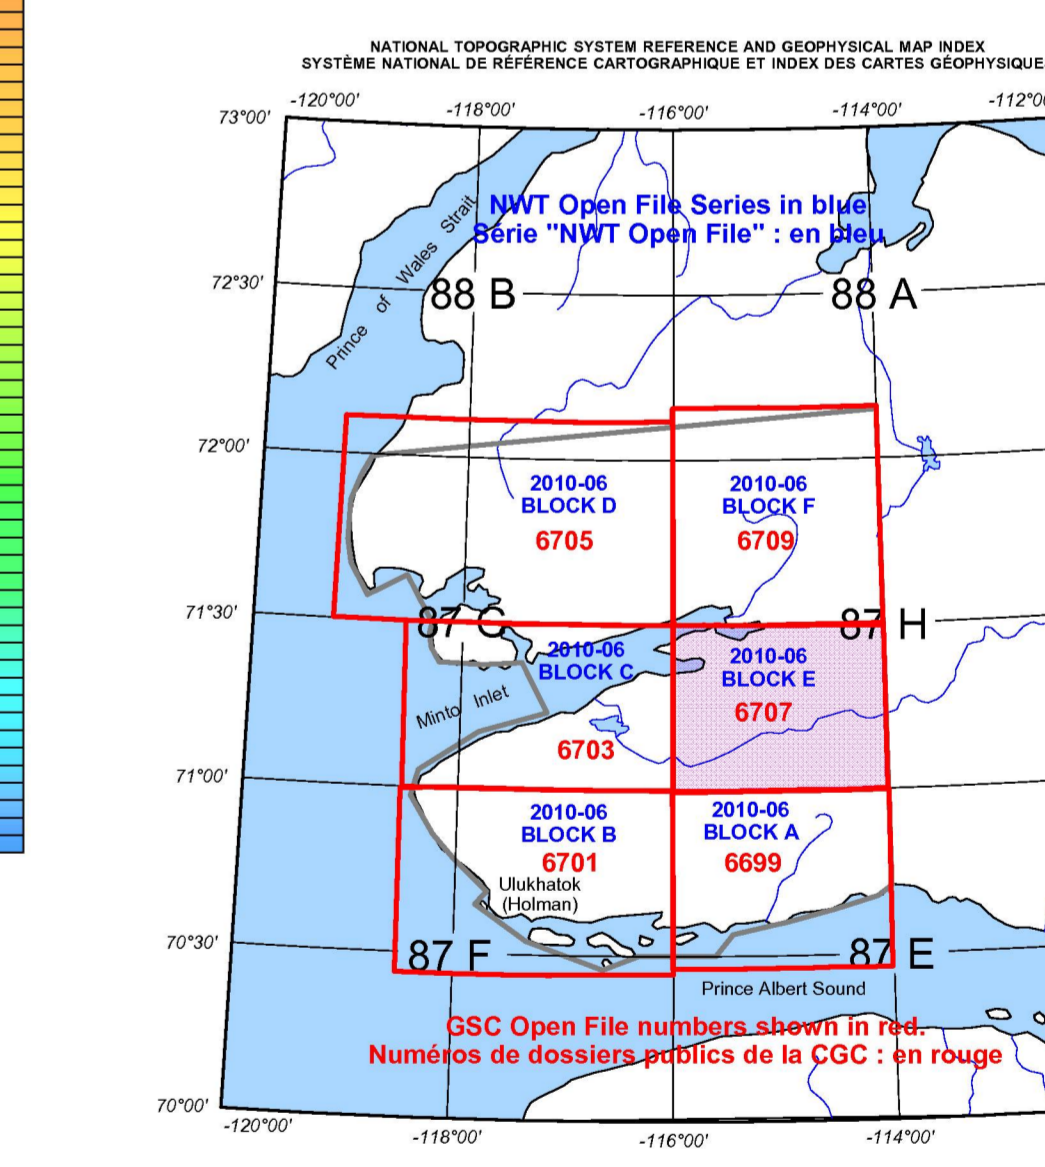 NATIONAL TOPOGRAPHIC SYSTEM REFERENCE AND GEOPHYSICAL MAP INDEX
SYSTÈME NATIONAL DE RÉFÉRENCE CARTOGRAPHIQUE ET INDEX DES CARTES GÉOPHYSIQUE
-120°00'
-118°00'
-116°00'
-114°00'
-112°0
73°00'
NWT Open File Series in blue
Série "NWT Open File" : en bleu
Prince of Wales Strait
72°30'
88 B
88 A
72°00'
2010-06
BLOCK D
6705
2010-06
BLOCK F
6709
71°30'
87 G
87 H
2010-06
BLOCK C
2010-06
BLOCK E
6707
Minto Inlet
6703
71°00'
2010-06
BLOCK B
6701
2010-06
BLOCK A
6699
Ulukhatok
(Holman)
70°30'
87 F
87 E
Prince Albert Sound
GSC Open File numbers shown in red.
Numéros de dossiers publics de la CGC : en rouge
70°00'
-120°00'
-118°00'
-116°00'
-114°00'